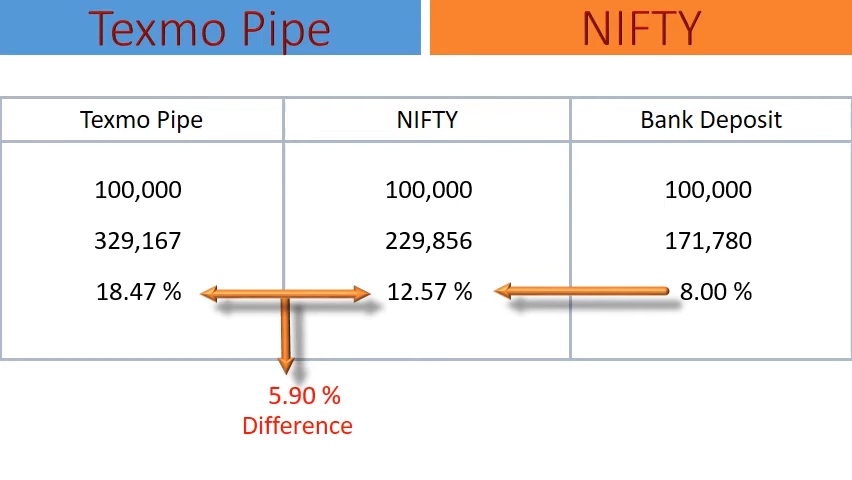 Texmo Pipe
NIFTY
Texmo Pipe NIFTY Bank Deposit
100,000 100,000 100,000
329,167 229,856 171,780
18.47 % 12.57 % 8.00 %
5.90 %
Difference